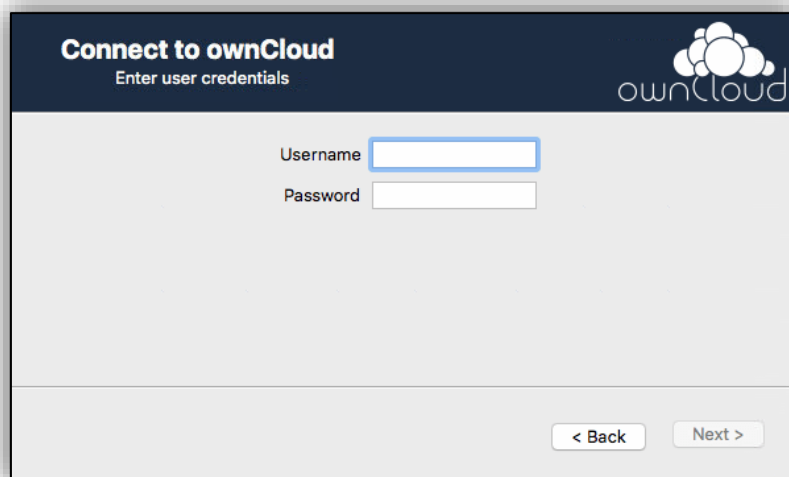 Connect to ownCloud
Enter user credentials
ownCloud
Username
Password
< Back
Next >